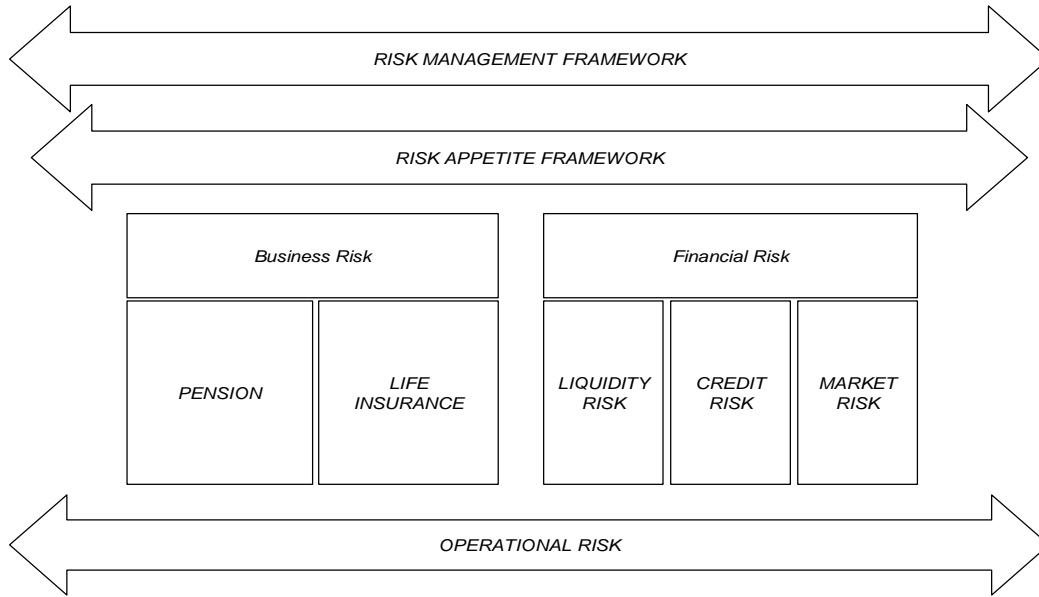 RISK MANAGEMENT FRAMEWORK
RISK APPETITE FRAMEWORK
Business Risk
Financial Risk
PENSION
LIFE
INSURANCE
LIQUIDITY
RISK
CREDIT
RISK
MARKET
RISK
OPERATIONAL RISK